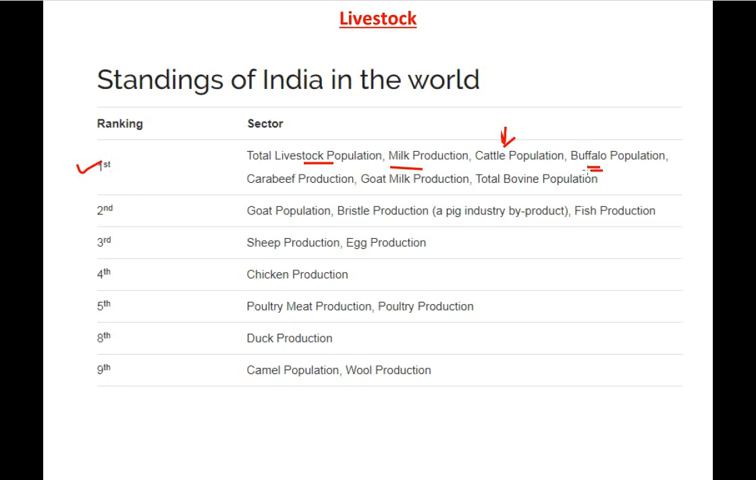 Livestock
Standings of India in the world
Ranking Sector
1st Total Livestock Population, Milk Production, Cattle Population, Buffalo Population,
Carabeef Production, Goat Milk Production, Total Bovine Population
2nd Goat Population, Bristle Production (a pig industry by-product), Fish Production
3rd Sheep Production, Egg Production
4th Chicken Production
5th Poultry Meat Production, Poultry Production
8th Duck Production
9th Camel Population, Wool Production